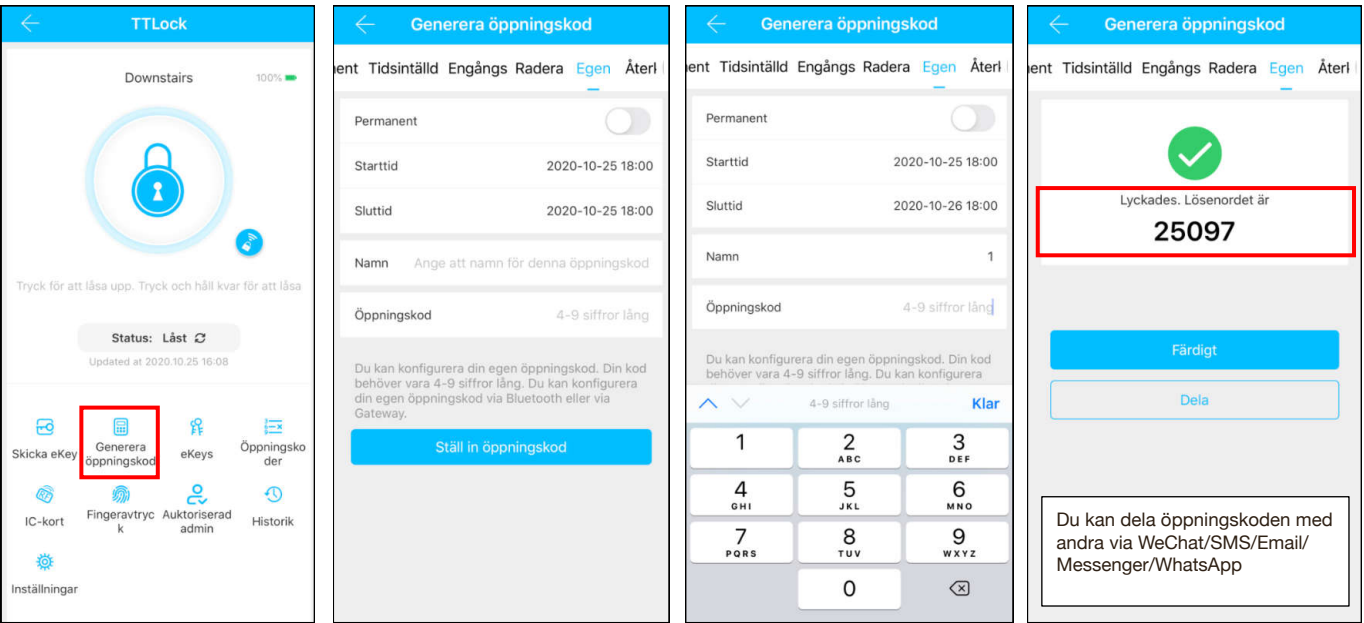 TTLock
Downstairs
100%
Tryck för att låsa upp. Tryck och håll kvar för att låsa
Status: Låst
Updated at 2020.10.25 16:08
Skicka eKey
Generera
öppningskod
eKeys
Öppningsko
der
IC-kort
Fingeravtryc
k
Auktoriserad
admin
Historik
Inställningar
Generera öppningskod
Tidsintälld Engångs Radera Egen
Permanent
Starttid 2020-10-25 18:00
Sluttid 2020-10-25 18:00
Namn Ange att namn för denna öppningskod
Öppningskod 4-9 siffror lång
Du kan konfigurera din egen öppningskod. Din kod
behöver vara 4-9 siffror lång. Du kan konfigurera
din egen öppningskod via Bluetooth eller via
Gateway.
Ställ in öppningskod
Generera öppningskod
Tidsintälld Engångs Radera Egen
Permanent
Starttid 2020-10-25 18:00
Sluttid 2020-10-26 18:00
Namn 1
Öppningskod 4-9 siffror lång
Du kan konfigurera din egen öppningskod. Din kod
behöver vara 4-9 siffror lång. Du kan konfigurera
4-9 siffror lång Klar
1 2 3
ABC DEF
4 5 6
GHI JKL MNO
7 8 9
PQRS TUV WXYZ
0
Generera öppningskod
Tidsintälld Engångs Radera Egen
Lyckades. Lösenordet är
25097
Färdigt
Dela
Du kan dela öppningskoden med
andra via WeChat/SMS/Email/
Messenger/WhatsApp